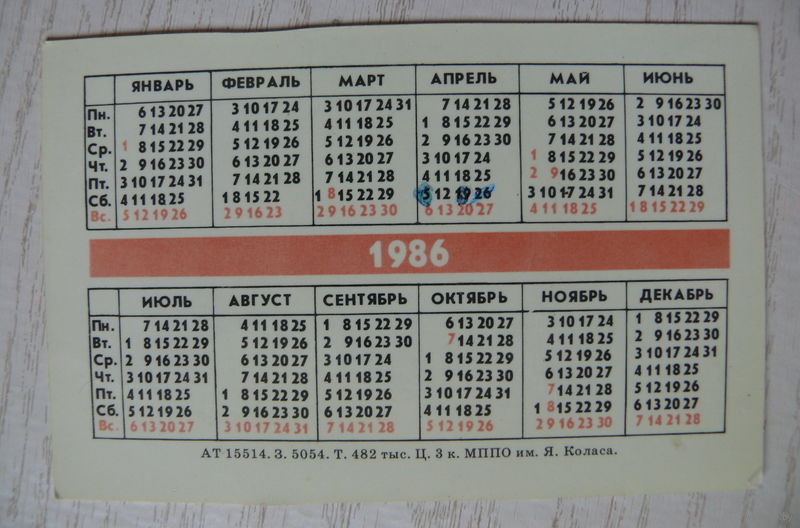 ЯНВАРЬ ФЕВРАЛЬ МАРТ АПРЕЛЬ МАЙ ИЮНЬ
Пн. 6 13 20 27 3 10 17 24 3 10 17 24 31 7 14 21 28 5 12 19 26 2 9 16 23 30
Вт. 7 14 21 28 4 11 18 25 4 11 18 25 1 8 15 22 29 6 13 20 27 3 10 17 24
Ср. 1 8 15 22 29 5 12 19 26 5 12 19 26 2 9 16 23 30 7 14 21 28 4 11 18 25
Чт. 2 9 16 23 30 6 13 20 27 6 13 20 27 3 10 17 24 1 8 15 22 29 5 12 19 26
Пт. 3 10 17 24 31 7 14 21 28 7 14 21 28 4 11 18 25 2 9 16 23 30 6 13 20 27
Сб. 4 11 18 25 1 8 15 22 1 8 15 22 29 5 12 19 26 3 10 17 24 31 7 14 21 28
Вс. 5 12 19 26 2 9 16 23 2 9 16 23 30 6 13 20 27 4 11 18 25 1 8 15 22 29
1986
ИЮЛЬ АВГУСТ СЕНТЯБРЬ ОКТЯБРЬ НОЯБРЬ ДЕКАБРЬ
Пн. 7 14 21 28 4 11 18 25 1 8 15 22 29 6 13 20 27 3 10 17 24 1 8 15 22 29
Вт. 1 8 15 22 29 5 12 19 26 2 9 16 23 30 7 14 21 28 4 11 18 25 2 9 16 23 30
Ср. 2 9 16 23 30 6 13 20 27 3 10 17 24 1 8 15 22 29 5 12 19 26 3 10 17 24 31
Чт. 3 10 17 24 31 7 14 21 28 4 11 18 25 2 9 16 23 30 6 13 20 27 4 11 18 25
Пт. 4 11 18 25 1 8 15 22 29 5 12 19 26 3 10 17 24 31 7 14 21 28 5 12 19 26
Сб. 5 12 19 26 2 9 16 23 30 6 13 20 27 4 11 18 25 1 8 15 22 29 6 13 20 27
Вс. 6 13 20 27 3 10 17 24 31 7 14 21 28 5 12 19 26 2 9 16 23 30 7 14 21 28
АТ 15514. З. 5054. Т. 482 тыс. Ц. 3 к. МППО им. Я. Коласа.